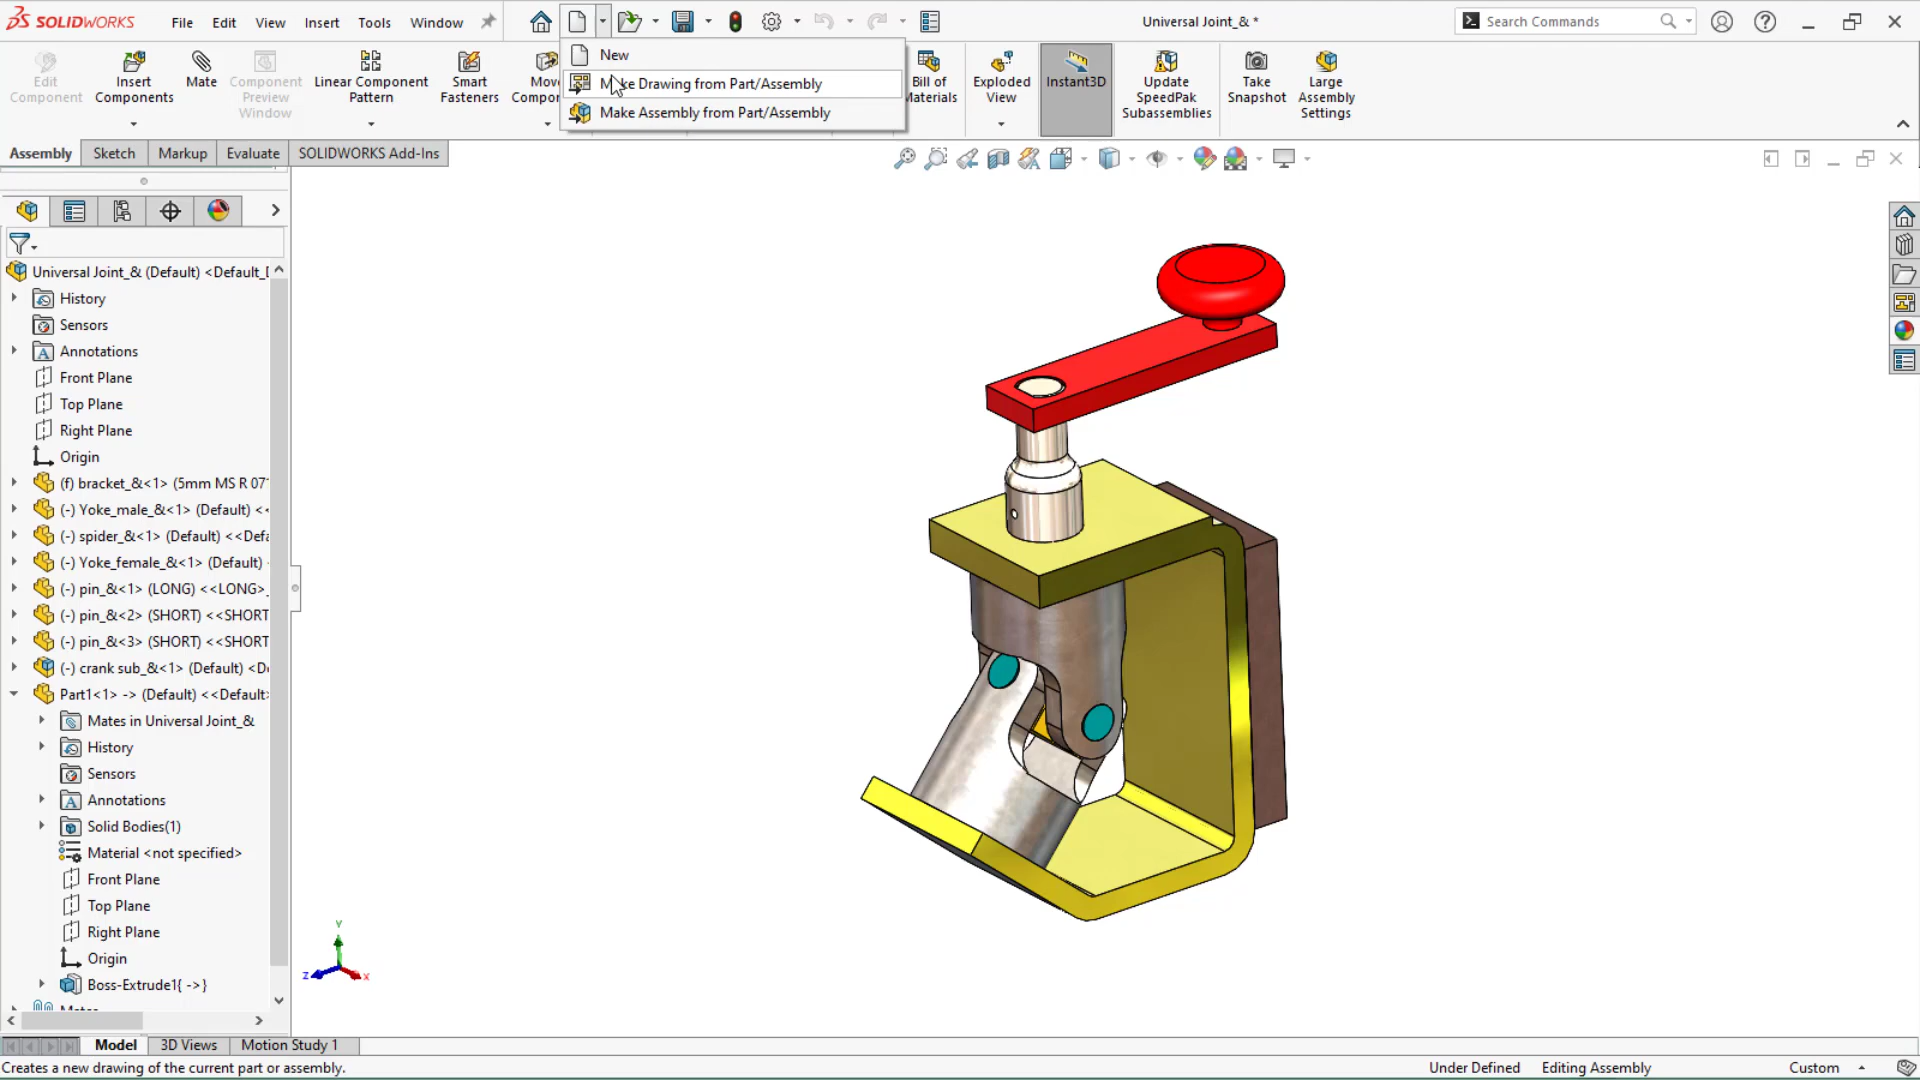 SOLIDWORKS
File Edit View Insert Tools Window
Universal Joint_& *
Search Commands
New
Make Drawing from Part/Assembly
Make Assembly from Part/Assembly
Edit Component
Insert Components
Mate
Component Preview Window
Linear Component Pattern
Smart Fasteners
Move
Bill of Materials
Exploded View
Instant3D
Update SpeedPak Subassemblies
Take Snapshot
Large Assembly Settings
Assembly Sketch Markup Evaluate SOLIDWORKS Add-Ins
Universal Joint_& (Default) <Default_
History
Sensors
Annotations
Front Plane
Top Plane
Right Plane
Origin
(f) bracket_&<1> (5mm MS R 07
(-) Yoke_male_&<1> (Default) <
(-) spider_&<1> (Default) <<Defa
(-) Yoke_female_&<1> (Default)
(-) pin_&<1> (LONG) <<LONG>_
(-) pin_&<2> (SHORT) <<SHORT
(-) pin_&<3> (SHORT) <<SHORT
(-) crank sub_&<1> (Default) <D
Part1<1> -> (Default) <<Default>
Mates in Universal Joint_&
History
Sensors
Annotations
Solid Bodies(1)
Material <not specified>
Front Plane
Top Plane
Right Plane
Origin
Boss-Extrude1{ ->}
Y
Z
X
Model 3D Views Motion Study 1
Creates a new drawing of the current part or assembly.
Under Defined Editing Assembly Custom